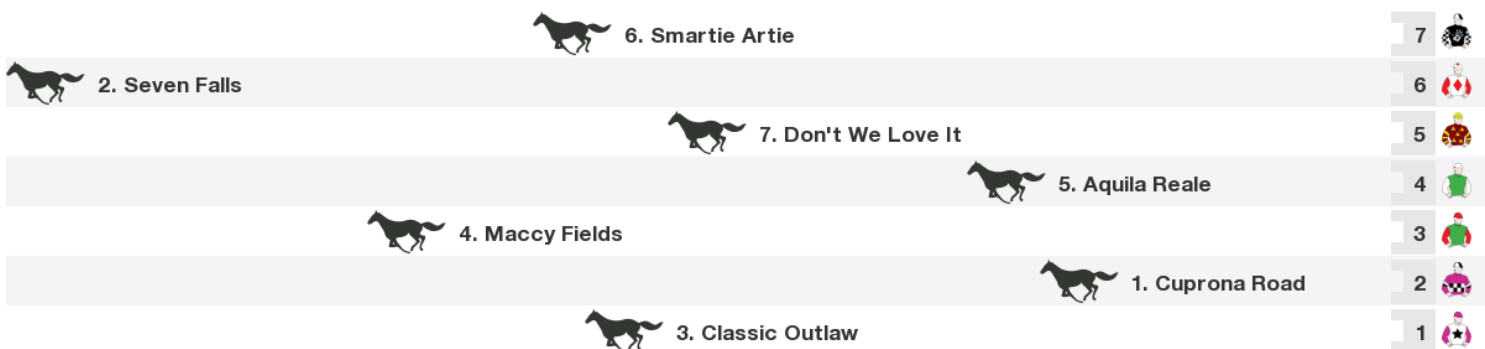 6. Smartie Artie 7
2. Seven Falls 6
7. Don't We Love It 5
5. Aquila Reale 4
4. Maccy Fields 3
1. Cuprona Road 2
3. Classic Outlaw 1